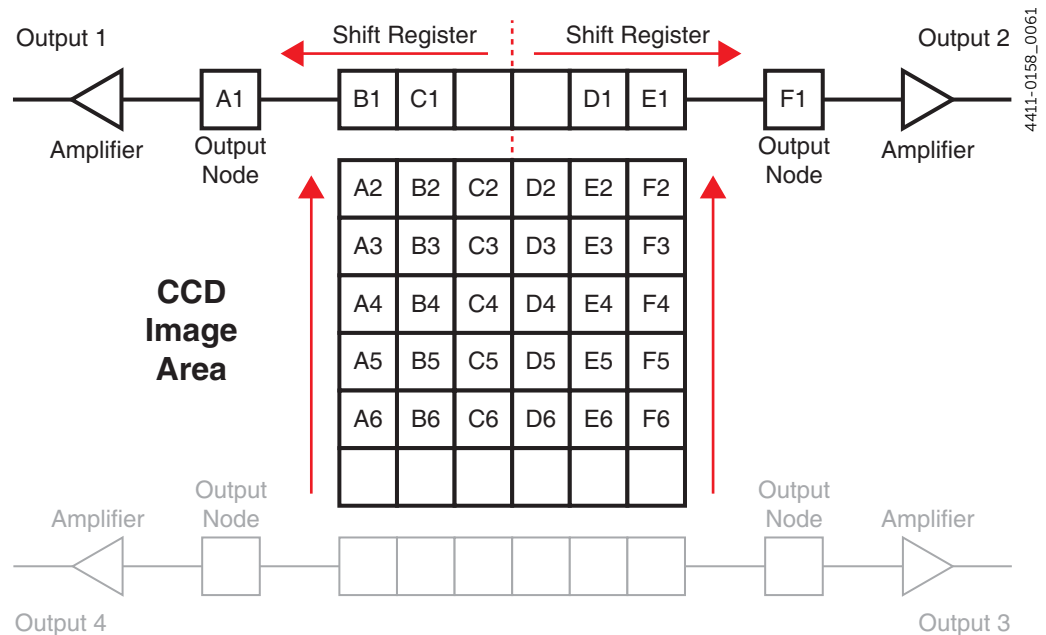 Output 1
Shift Register
Shift Register
Output 2
4411-0158_0061
A1
B1 C1
D1 E1
F1
Amplifier
Output
Node
Output
Node
Amplifier
A2 B2 C2 D2 E2 F2
A3 B3 C3 D3 E3 F3
A4 B4 C4 D4 E4 F4
A5 B5 C5 D5 E5 F5
A6 B6 C6 D6 E6 F6
CCD
Image
Area
Amplifier
Output
Node
Output
Node
Amplifier
Output 4
Output 3